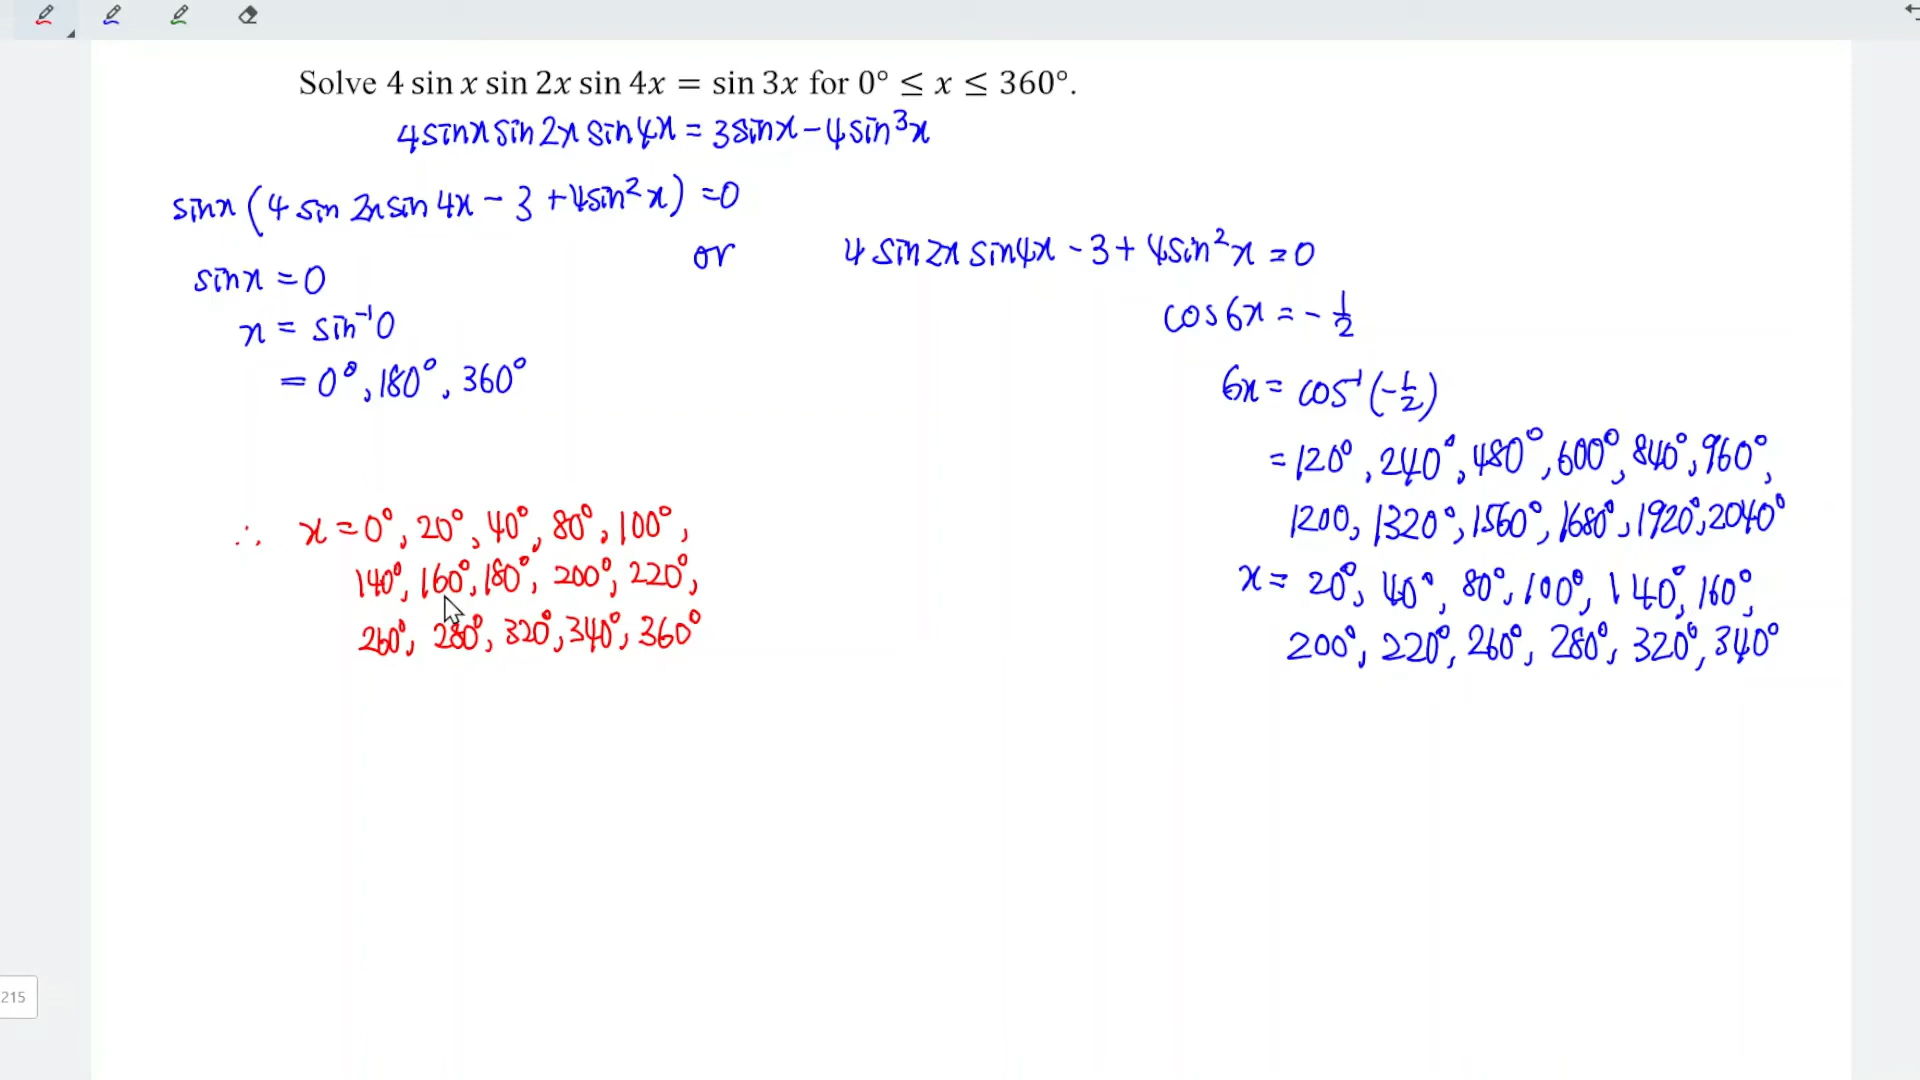 Solve 4 sin x sin 2x sin 4x = sin 3x for 0° ≤ x ≤ 360°.
4sinx sin2x sin4x = 3sinx - 4sin³x
sinx (4 sin 2x sin 4x - 3 + 4sin²x) = 0
sinx = 0
x = sin⁻¹0
= 0°, 180°, 360°
or
4 sin2x sin4x - 3 + 4sin²x = 0
cos6x = -1/2
6x = cos⁻¹(-1/2)
= 120°, 240°, 480°, 600°, 840°, 960°,
1200, 1320°, 1560°, 1680°, 1920°, 2040°
x = 20°, 40°, 80°, 100°, 140°, 160°,
200°, 220°, 260°, 280°, 320°, 340°
∴ x = 0°, 20°, 40°, 80°, 100°,
140°, 160°, 180°, 200°, 220°,
260°, 280°, 320°, 340°, 360°
215